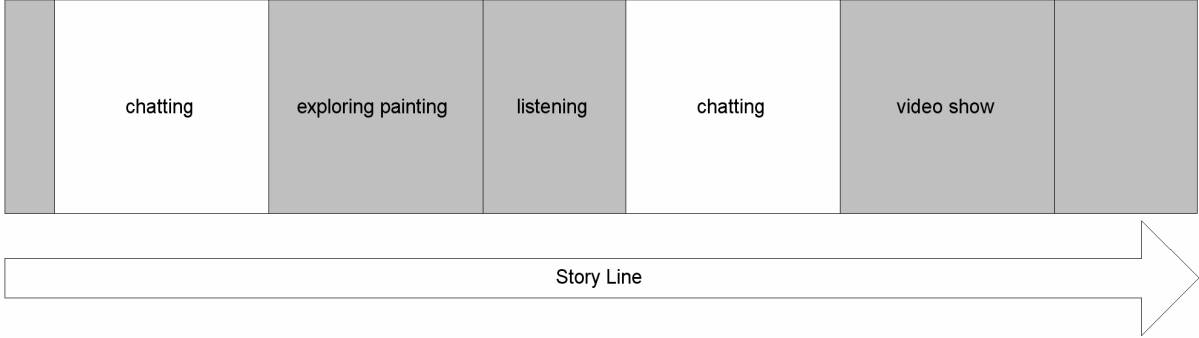 chatting
exploring painting
listening
chatting
video show
Story Line